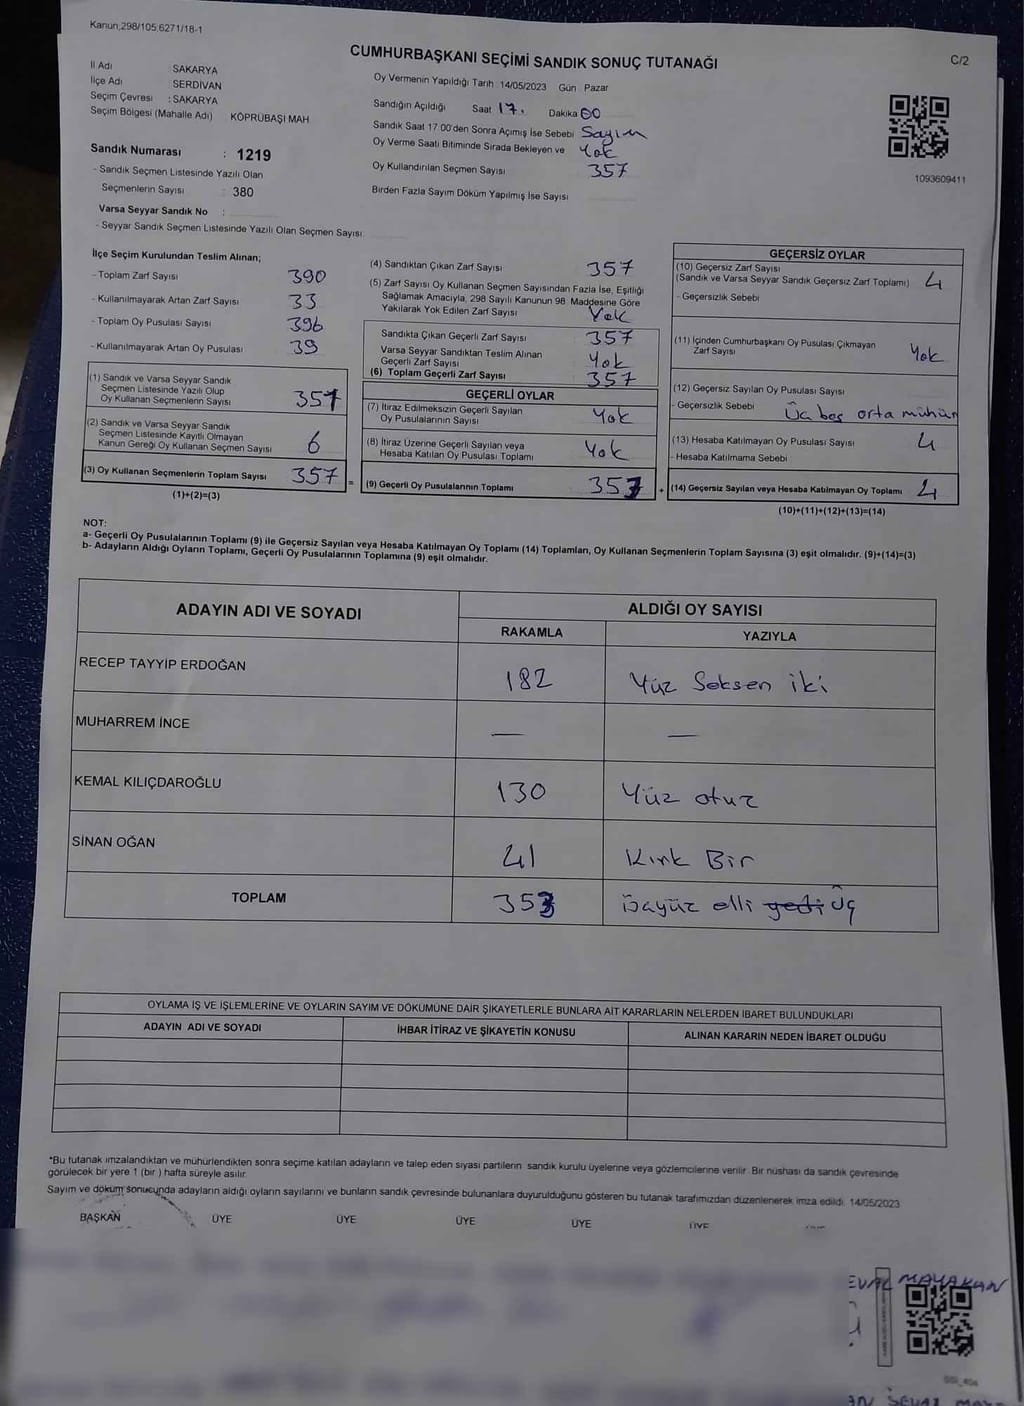 Kanun;298/105;6271/18-1
C/2
CUMHURBAŞKANI SEÇİMİ SANDIK SONUÇ TUTANAĞI
İl Adı SAKARYA
İlçe Adı SERDİVAN
Seçim Çevresi : SAKARYA
Seçim Bölgesi (Mahalle Adı) KÖPRÜBAŞI MAH
Sandık Numarası : 1219
- Sandık Seçmen Listesinde Yazılı Olan
Seçmenlerin Sayısı : 380
Varsa Seyyar Sandık No :
- Seyyar Sandık Seçmen Listesinde Yazılı Olan Seçmen Sayısı:
Oy Vermenin Yapıldığı Tarih : 14/05/2023 Gün : Pazar
Sandığın Açıldığı Saat 17. Dakika 00
Sandık Saat 17:00'den Sonra Açımış İse Sebebi Sayım
Oy Verme Saati Bitiminde Sırada Bekleyen ve Yok
Oy Kullandırılan Seçmen Sayısı 357
Birden Fazla Sayım Döküm Yapılmış İse Sayısı
1093609411
İlçe Seçim Kurulundan Teslim Alınan;
- Toplam Zarf Sayısı 390
- Kullanılmayarak Artan Zarf Sayısı 33
- Toplam Oy Pusulası Sayısı 396
- Kullanılmayarak Artan Oy Pusulası 39
(1) Sandık ve Varsa Seyyar Sandık
Seçmen Listesinde Yazılı Olup
Oy Kullanan Seçmenlerin Sayısı 351
(2) Sandık ve Varsa Seyyar Sandık
Seçmen Listesinde Kayıtlı Olmayan
Kanun Gereği Oy Kullanan Seçmen Sayısı 6
(3) Oy Kullanan Seçmenlerin Toplam Sayısı 357 =
(1)+(2)=(3)
(4) Sandıktan Çıkan Zarf Sayısı 357
(5) Zarf Sayısı Oy Kullanan Seçmen Sayısından Fazla İse, Eşitliği
Sağlamak Amacıyla, 298 Sayılı Kanunun 98. Maddesine Göre
Yakılarak Yok Edilen Zarf Sayısı Yok
Sandıkta Çıkan Geçerli Zarf Sayısı 357
Varsa Seyyar Sandıktan Teslim Alınan
Geçerli Zarf Sayısı Yok
(6) Toplam Geçerli Zarf Sayısı 357
GEÇERLİ OYLAR
(7) İtiraz Edilmeksizin Geçerli Sayılan
Oy Pusulalarının Sayısı Yok
(8) İtiraz Üzerine Geçerli Sayılan veya
Hesaba Katılan Oy Pusulası Toplamı Yok
(9) Geçerli Oy Pusulalarının Toplamı 353 +
GEÇERSİZ OYLAR
(10) Geçersiz Zarf Sayısı
(Sandık ve Varsa Seyyar Sandık Geçersiz Zarf Toplamı) 4
- Geçersizlik Sebebi
(11) İçinden Cumhurbaşkanı Oy Pusulası Çıkmayan
Zarf Sayısı Yok
(12) Geçersiz Sayılan Oy Pusulası Sayısı
- Geçersizlik Sebebi Üç boş orta mühür
(13) Hesaba Katılmayan Oy Pusulası Sayısı 4
- Hesaba Katılmama Sebebi
(14) Geçersiz Sayılan veya Hesaba Katılmayan Oy Toplamı 4
(10)+(11)+(12)+(13)=(14)
NOT:
a- Geçerli Oy Pusulalarının Toplamı (9) ile Geçersiz Sayılan veya Hesaba Katılmayan Oy Toplamı (14) Toplamları, Oy Kullanan Seçmenlerin Toplam Sayısına (3) eşit olmalıdır. (9)+(14)=(3)
b- Adayların Aldığı Oyların Toplamı, Geçerli Oy Pusulalarının Toplamına (9) eşit olmalıdır.
ADAYIN ADI VE SOYADI ALDIĞI OY SAYISI
RAKAMLA YAZIYLA
RECEP TAYYİP ERDOĞAN 182 Yüz Seksen iki
MUHARREM İNCE — —
KEMAL KILIÇDAROĞLU 130 Yüz otuz
SİNAN OĞAN 41 Kırk Bir
TOPLAM 353 üçyüz elli yedi Üç
OYLAMA İŞ VE İŞLEMLERİNE VE OYLARIN SAYIM VE DÖKÜMÜNE DAİR ŞİKAYETLERLE BUNLARA AİT KARARLARIN NELERDEN İBARET BULUNDUKLARI
ADAYIN ADI VE SOYADI İHBAR İTİRAZ VE ŞİKAYETİN KONUSU ALINAN KARARIN NEDEN İBARET OLDUĞU
*Bu tutanak imzalandıktan ve mühürlendikten sonra seçime katılan adayların ve talep eden siyasi partilerin sandık kurulu üyelerine veya gözlemcilerine verilir. Bir nüshası da sandık çevresinde
görülecek bir yere 1 (bir ) hafta süreyle asılır.
Sayım ve döküm sonucunda adayların aldığı oyların sayılarını ve bunların sandık çevresinde bulunanlara duyurulduğunu gösteren bu tutanak tarafımızdan düzenlenerek imza edildi. 14/05/2023
BAŞKAN ÜYE ÜYE ÜYE ÜYE ÜYE